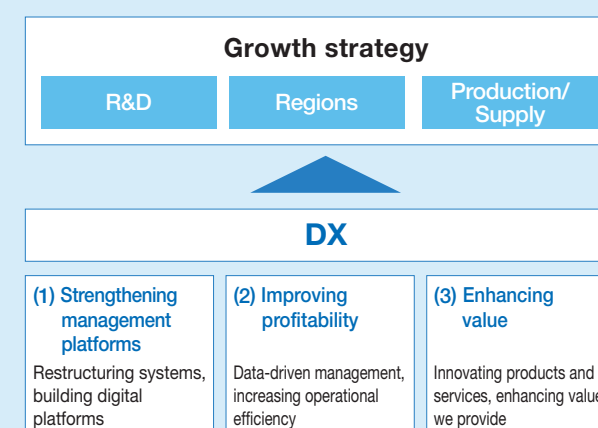 Growth strategy
R&D
Regions
Production/
Supply
DX
(1) Strengthening
management
platforms
Restructuring systems,
building digital
platforms
(2) Improving
profitability
Data-driven management,
increasing operational
efficiency
(3) Enhancing
value
Innovating products and
services, enhancing value
we provide